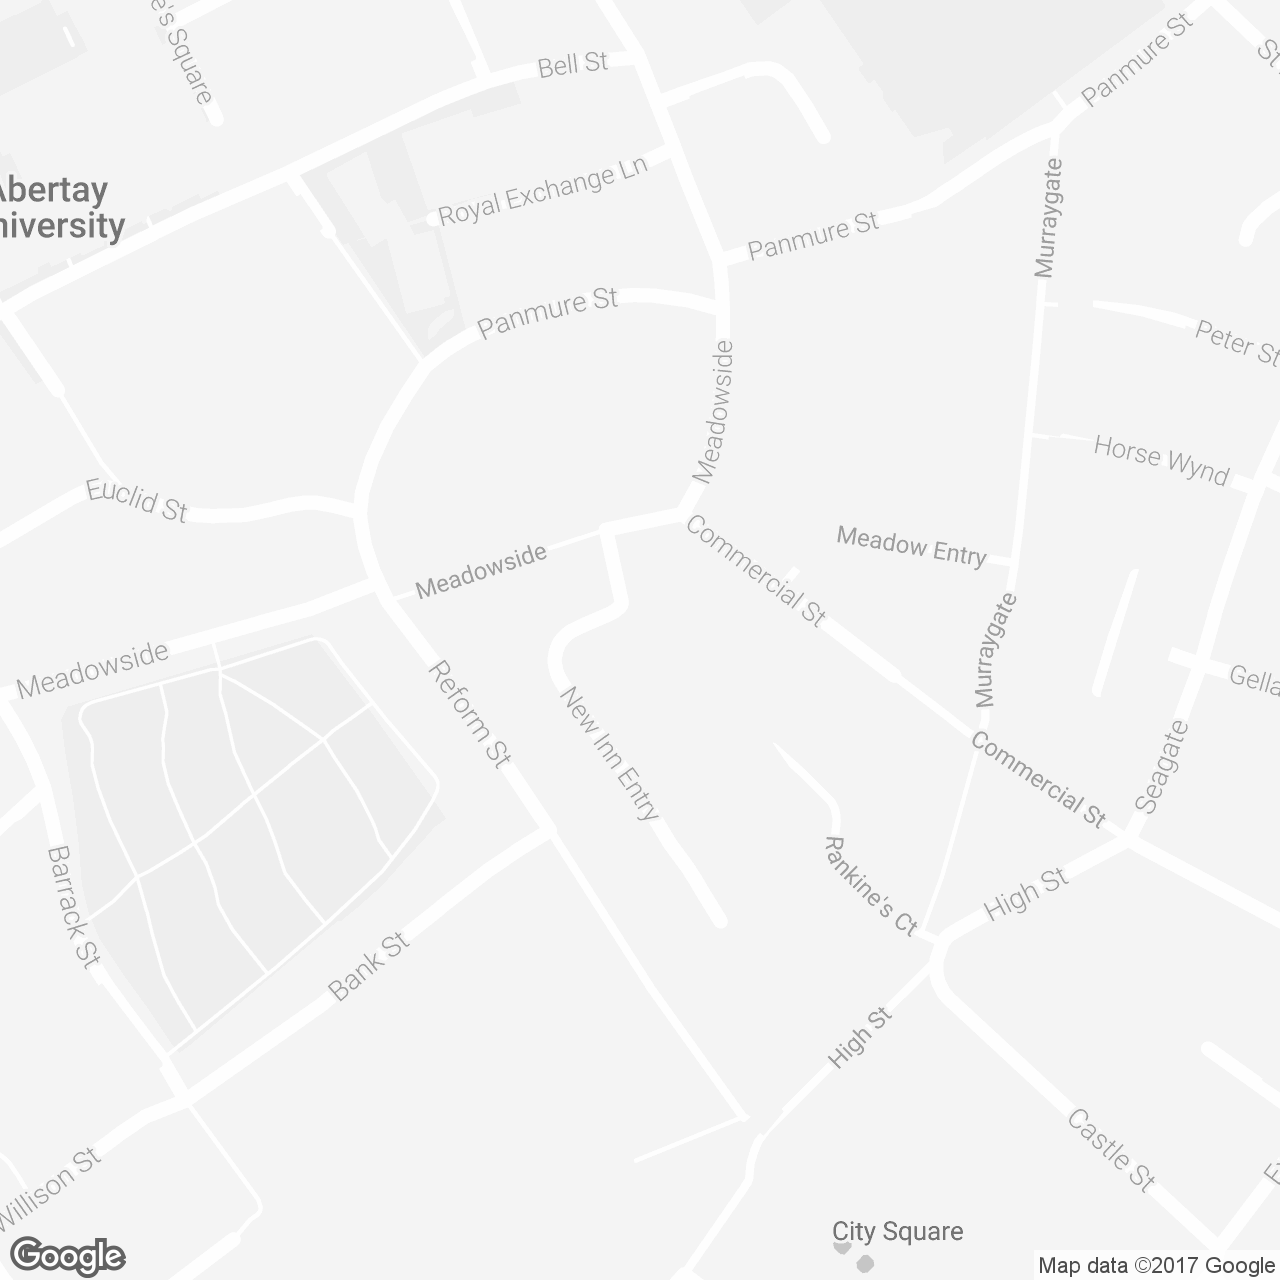 Bell St
Panmure St
Abertay
Royal Exchange Ln
Murraygate
Panmure St
Panmure St
Peter St
Meadowside
Horse Wynd
Euclid St
Commercial St
Meadow Entry
Meadowside
Murraygate
Meadowside
Reform St
New Inn Entry
Seagate
Commercial St
Barrack St
Rankine's Ct
High St
Bank St
High St
Castle St
Willison St
City Square
Google
Map data ©2017 Google